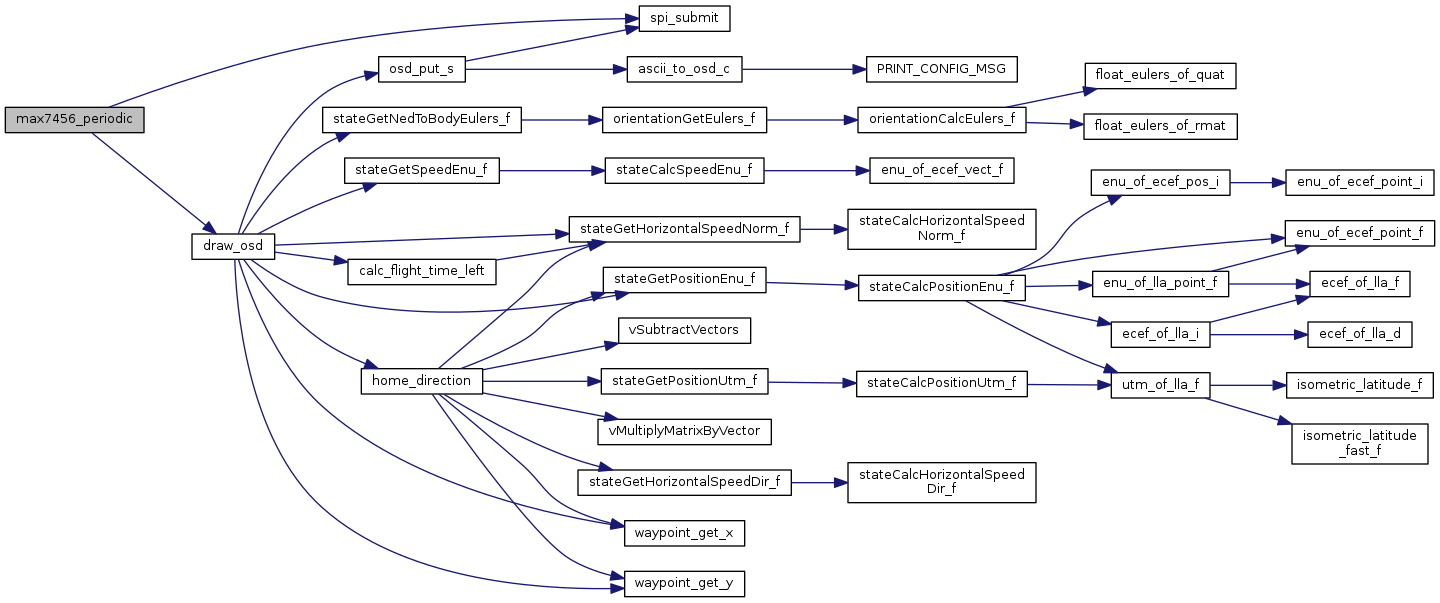 max7456_periodic
draw_osd
osd_put_s
stateGetNedToBodyEulers_f
stateGetSpeedEnu_f
calc_flight_time_left
home_direction
spi_submit
ascii_to_osd_c
orientationGetEulers_f
stateCalcSpeedEnu_f
stateGetHorizontalSpeedNorm_f
stateGetPositionEnu_f
vSubtractVectors
stateGetPositionUtm_f
vMultiplyMatrixByVector
stateGetHorizontalSpeedDir_f
waypoint_get_x
waypoint_get_y
PRINT_CONFIG_MSG
orientationCalcEulers_f
enu_of_ecef_vect_f
stateCalcHorizontalSpeed
Norm_f
stateCalcPositionEnu_f
stateCalcPositionUtm_f
stateCalcHorizontalSpeed
Dir_f
float_eulers_of_quat
float_eulers_of_rmat
enu_of_ecef_pos_i
enu_of_lla_point_f
ecef_of_lla_i
utm_of_lla_f
enu_of_ecef_point_i
enu_of_ecef_point_f
ecef_of_lla_f
ecef_of_lla_d
isometric_latitude_f
isometric_latitude
_fast_f